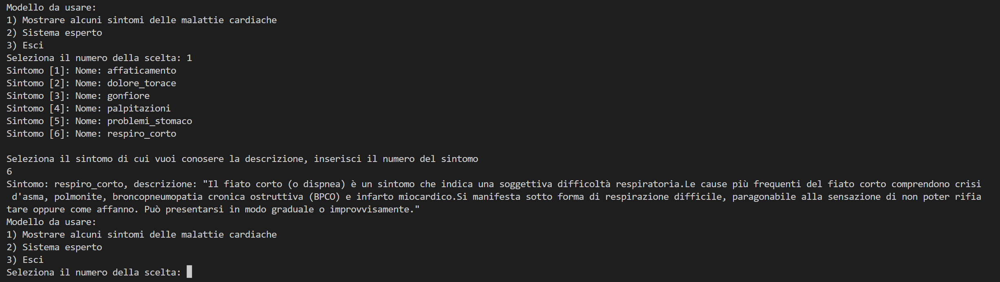 Modello da usare:
1) Mostrare alcuni sintomi delle malattie cardiache
2) Sistema esperto
3) Esci
Seleziona il numero della scelta: 1
Sintomo [1]: Nome: affaticamento
Sintomo [2]: Nome: dolore_torace
Sintomo [3]: Nome: gonfiore
Sintomo [4]: Nome: palpitazioni
Sintomo [5]: Nome: problemi_stomaco
Sintomo [6]: Nome: respiro_corto

Seleziona il sintomo di cui vuoi conosere la descrizione, inserisci il numero del sintomo
6
Sintomo: respiro_corto, descrizione: "Il fiato corto (o dispnea) è un sintomo che indica una soggettiva difficoltà respiratoria.Le cause più frequenti del fiato corto comprendono crisi
 d'asma, polmonite, broncopneumopatia cronica ostruttiva (BPCO) e infarto miocardico.Si manifesta sotto forma di respirazione difficile, paragonabile alla sensazione di non poter rifia
tare oppure come affanno. Può presentarsi in modo graduale o improvvisamente."
Modello da usare:
1) Mostrare alcuni sintomi delle malattie cardiache
2) Sistema esperto
3) Esci
Seleziona il numero della scelta: